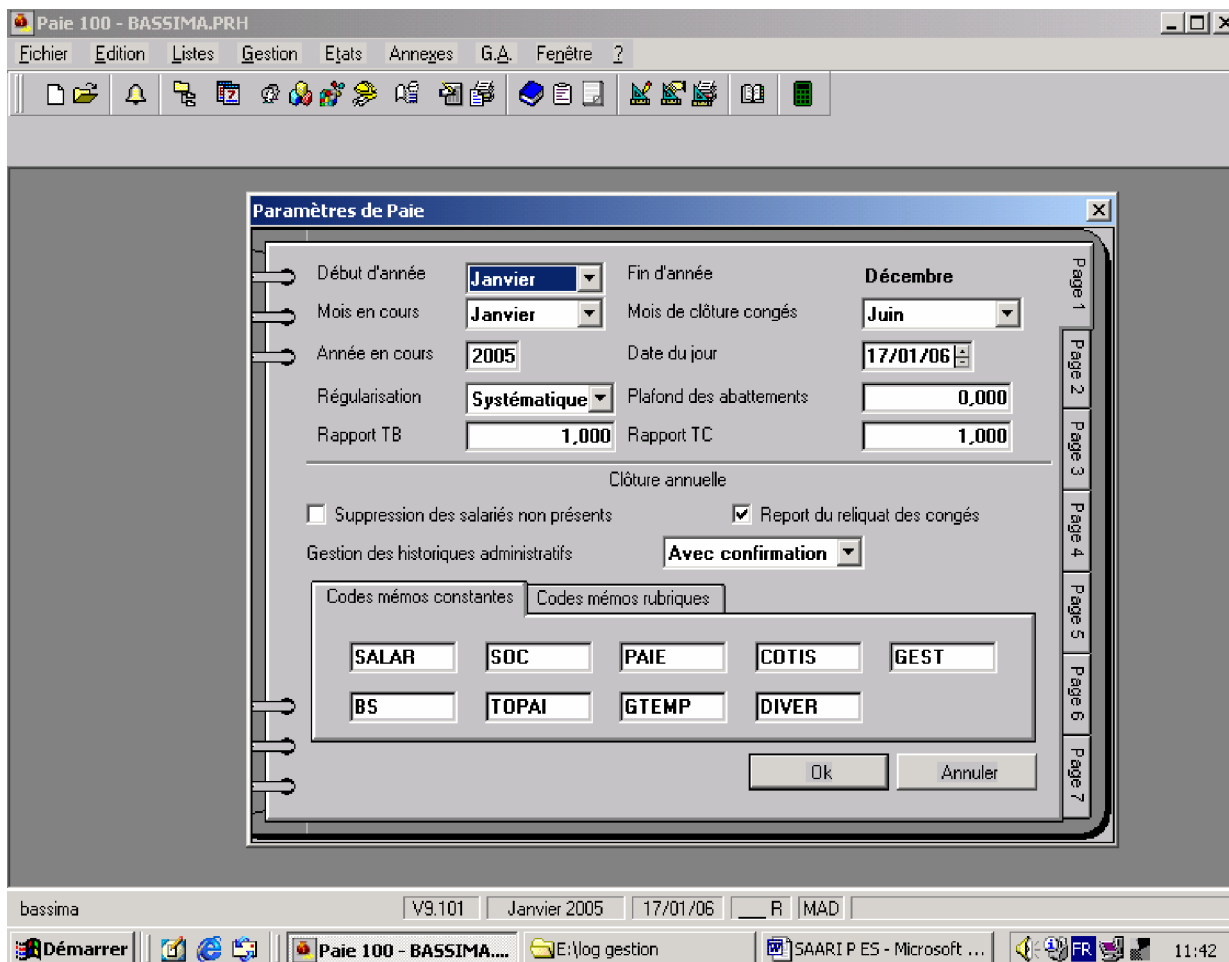 Paie 100 - BASSIMA.PRH
Fichier Edition Listes Gestion Etats Annexes G.A. Fenêtre ?
Paramètres de Paie
Début d'année Janvier Fin d'année Décembre
Mois en cours Janvier Mois de clôture congés Juin
Année en cours 2005 Date du jour 17/01/06
Régularisation Systématique Plafond des abattements 0,000
Rapport TB 1,000 Rapport TC 1,000
Clôture annuelle
Suppression des salariés non présents Report du reliquat des congés
Gestion des historiques administratifs Avec confirmation
Codes mémos constantes Codes mémos rubriques
SALAR SOC PAIE COTIS GEST
BS TOPAI GTEMP DIVER
Ok Annuler
Page 1
Page 2
Page 3
Page 4
Page 5
Page 6
Page 7
bassima V9.101 Janvier 2005 17/01/06 ___ R MAD
Démarrer Paie 100 - BASSIMA.... E:\log gestion SAARI P ES - Microsoft ... FR 11:42